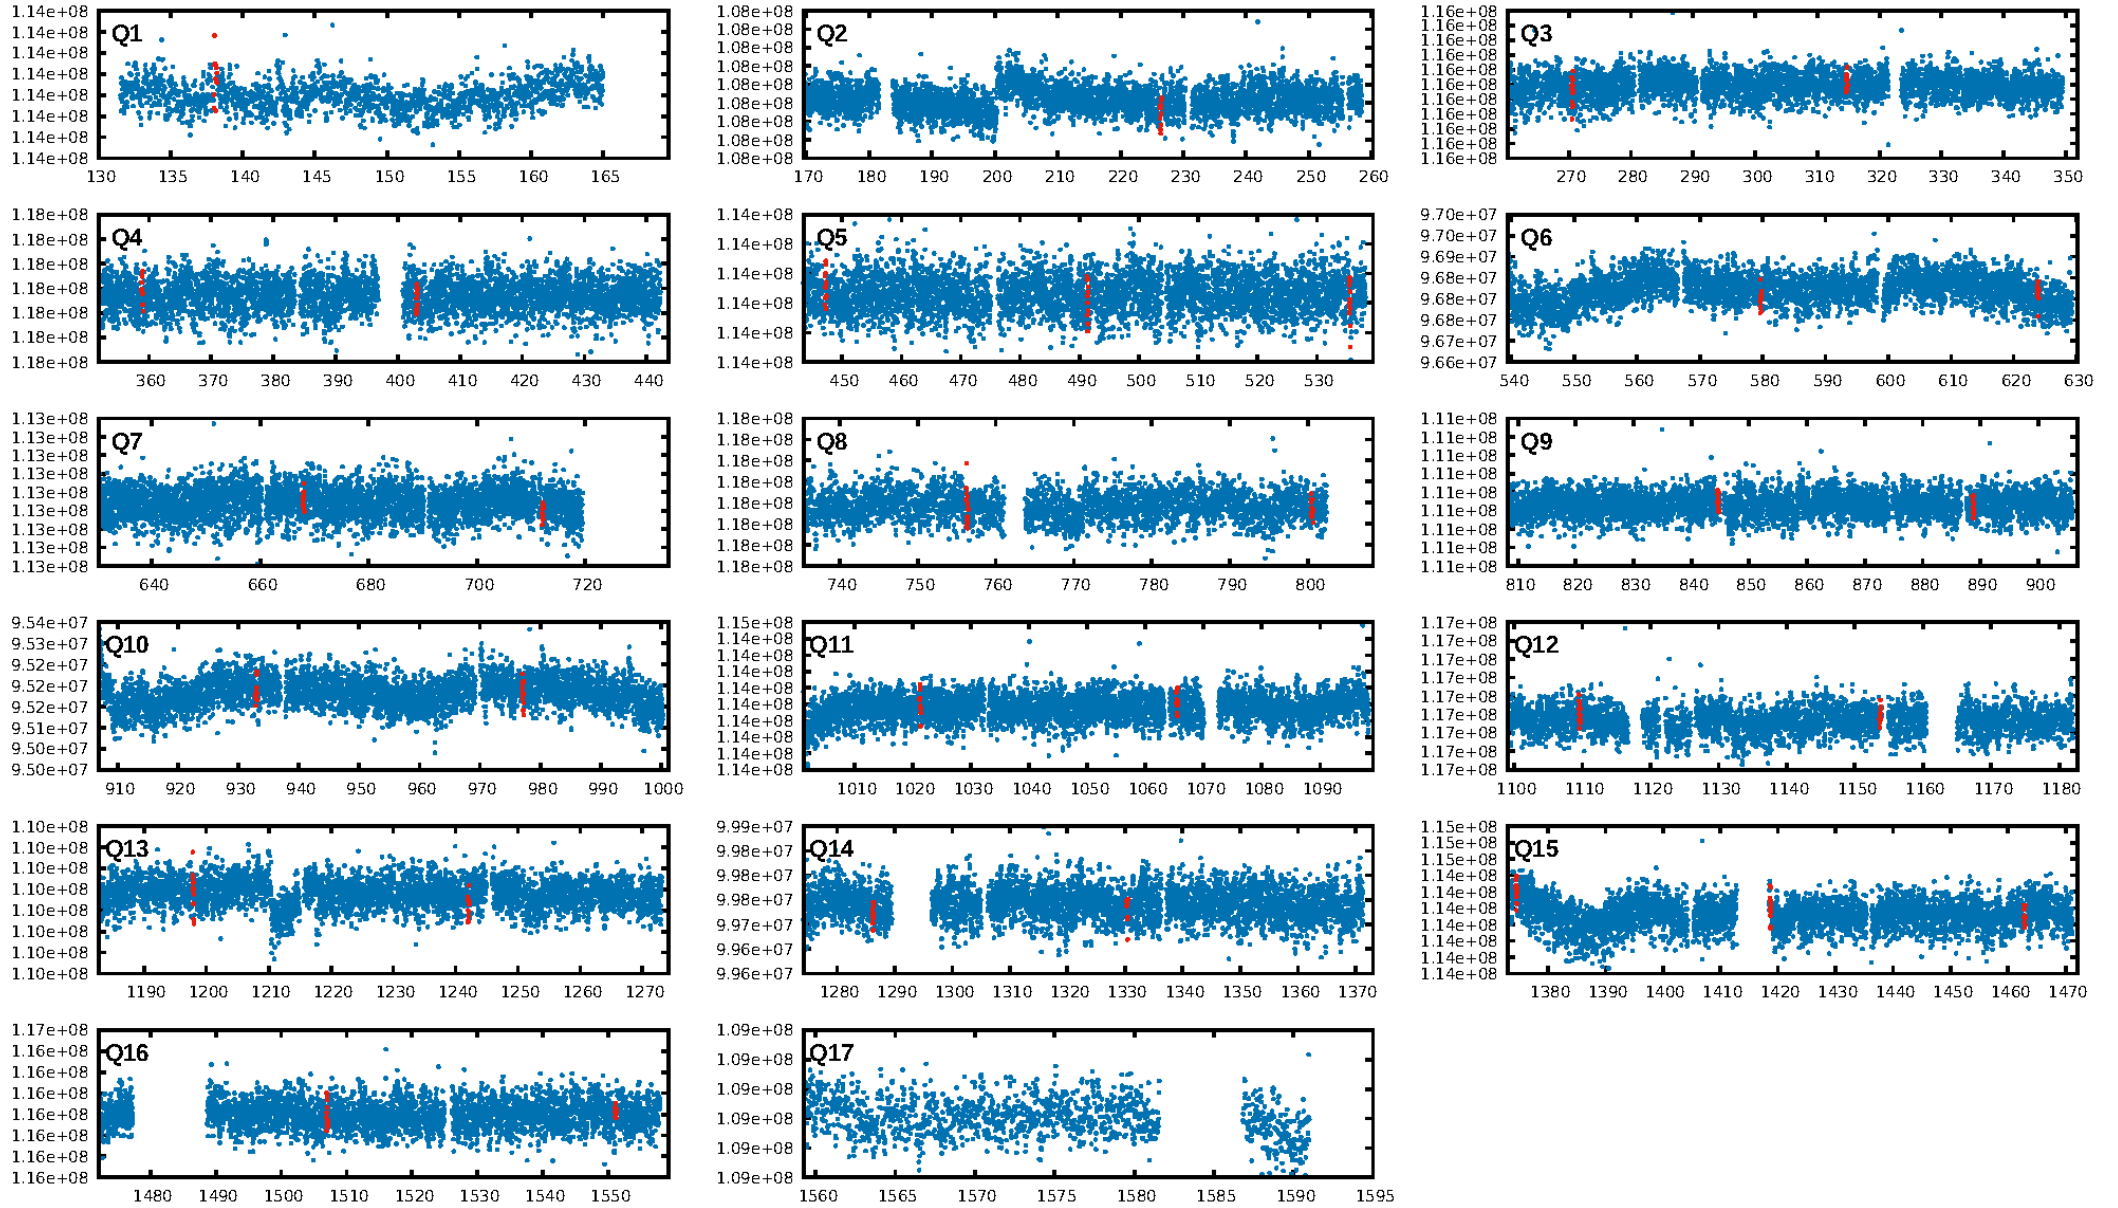 1.14e+08 1.14e+08 1.14e+08 1.14e+08 1.14e+08 1.14e+08 1.14e+08 1.14e+08
Q1
130 135 140 145 150 155 160 165
1.08e+08 1.08e+08 1.08e+08 1.08e+08 1.08e+08 1.08e+08 1.08e+08 1.08e+08 1.08e+08
Q2
170 180 190 200 210 220 230 240 250 260
1.16e+08 1.16e+08 1.16e+08 1.16e+08 1.16e+08 1.16e+08 1.16e+08 1.16e+08 1.16e+08 1.16e+08 1.16e+08
Q3
270 280 290 300 310 320 330 340 350
1.18e+08 1.18e+08 1.18e+08 1.18e+08 1.18e+08 1.18e+08 1.18e+08
Q4
360 370 380 390 400 410 420 430 440
1.14e+08 1.14e+08 1.14e+08 1.14e+08 1.14e+08 1.14e+08
Q5
450 460 470 480 490 500 510 520 530
9.70e+07 9.70e+07 9.69e+07 9.68e+07 9.68e+07 9.68e+07 9.67e+07 9.66e+07
Q6
540 550 560 570 580 590 600 610 620 630
1.13e+08 1.13e+08 1.13e+08 1.13e+08 1.13e+08 1.13e+08 1.13e+08 1.13e+08 1.13e+08
Q7
640 660 680 700 720
1.18e+08 1.18e+08 1.18e+08 1.18e+08 1.18e+08 1.18e+08 1.18e+08 1.18e+08
Q8
740 750 760 770 780 790 800
1.11e+08 1.11e+08 1.11e+08 1.11e+08 1.11e+08 1.11e+08 1.11e+08 1.11e+08 1.11e+08
Q9
810 820 830 840 850 860 870 880 890 900
9.54e+07 9.53e+07 9.52e+07 9.52e+07 9.52e+07 9.51e+07 9.50e+07 9.50e+07
Q10
910 920 930 940 950 960 970 980 990 1000
1.15e+08 1.14e+08 1.14e+08 1.14e+08 1.14e+08 1.14e+08 1.14e+08 1.14e+08 1.14e+08 1.14e+08
Q11
1010 1020 1030 1040 1050 1060 1070 1080 1090
1.17e+08 1.17e+08 1.17e+08 1.17e+08 1.17e+08 1.17e+08 1.17e+08 1.17e+08 1.17e+08
Q12
1100 1110 1120 1130 1140 1150 1160 1170 1180
1.10e+08 1.10e+08 1.10e+08 1.10e+08 1.10e+08 1.10e+08 1.10e+08 1.10e+08
Q13
1190 1200 1210 1220 1230 1240 1250 1260 1270
9.99e+07 9.98e+07 9.98e+07 9.98e+07 9.97e+07 9.96e+07 9.96e+07
Q14
1280 1290 1300 1310 1320 1330 1340 1350 1360 1370
1.15e+08 1.15e+08 1.15e+08 1.14e+08 1.14e+08 1.14e+08 1.14e+08 1.14e+08 1.14e+08 1.14e+08
Q15
1380 1390 1400 1410 1420 1430 1440 1450 1460 1470
1.17e+08 1.16e+08 1.16e+08 1.16e+08 1.16e+08 1.16e+08 1.16e+08 1.16e+08
Q16
1480 1490 1500 1510 1520 1530 1540 1550
1.09e+08 1.09e+08 1.09e+08 1.09e+08 1.09e+08 1.09e+08
Q17
1560 1565 1570 1575 1580 1585 1590 1595